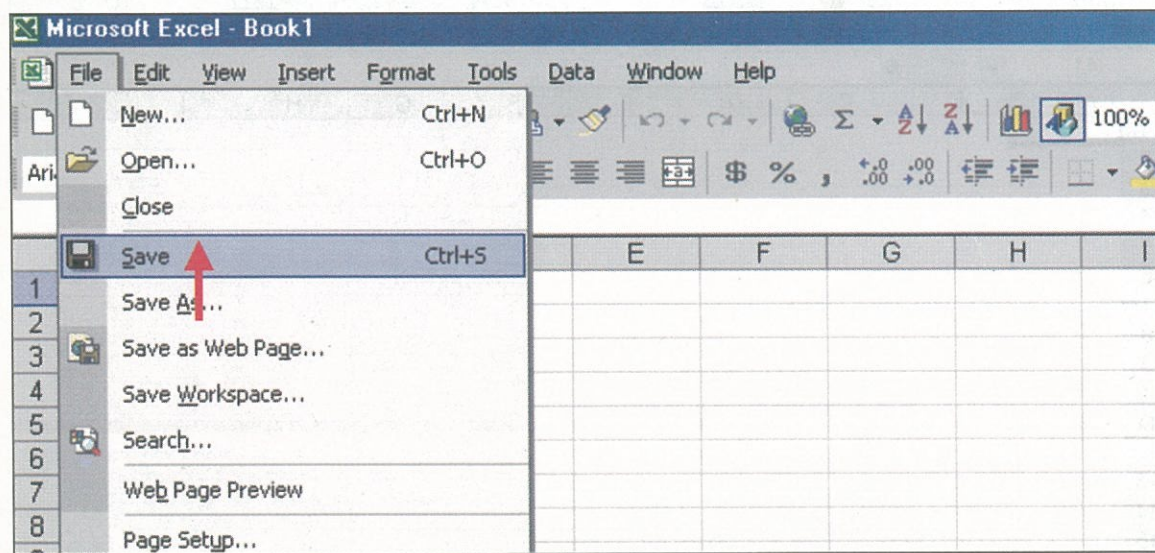 Microsoft Excel - Book1
File Edit View Insert Format Tools Data Window Help
New... Ctrl+N
100%
Open... Ctrl+O
$ % ,
Close
Save Ctrl+S
E F G H I
1
Save As...
2
3 Save as Web Page...
4 Save Workspace...
5
Search...
6
7 Web Page Preview
8
Page Setup...